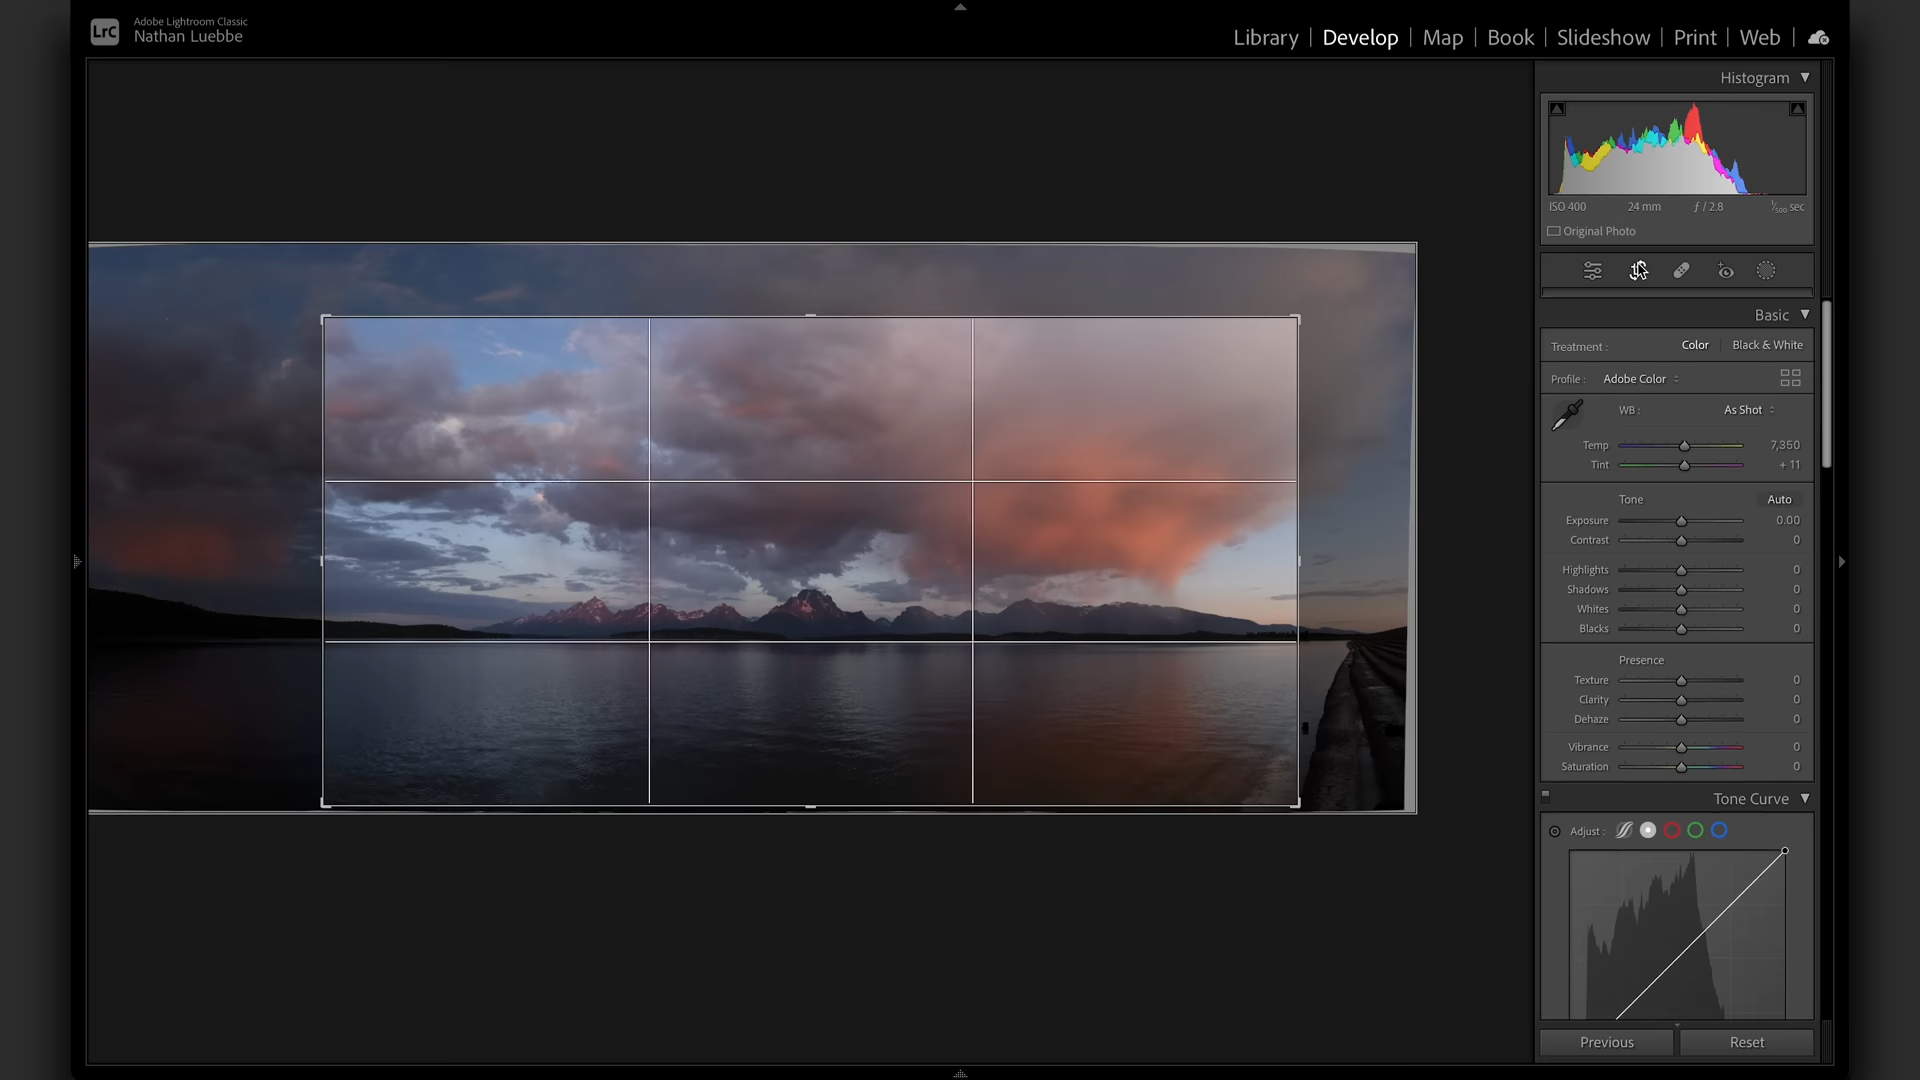 LrC
Adobe Lightroom Classic
Nathan Luebbe
Library | Develop | Map | Book | Slideshow | Print | Web |
Histogram
ISO 400 24 mm ƒ / 2.8 1/500 sec
Original Photo
Basic
Treatment : Color Black & White
Profile : Adobe Color
WB : As Shot
Temp 7,350
Tint + 11
Tone Auto
Exposure 0.00
Contrast 0
Highlights 0
Shadows 0
Whites 0
Blacks 0
Presence
Texture 0
Clarity 0
Dehaze 0
Vibrance 0
Saturation 0
Tone Curve
Adjust :
Previous Reset